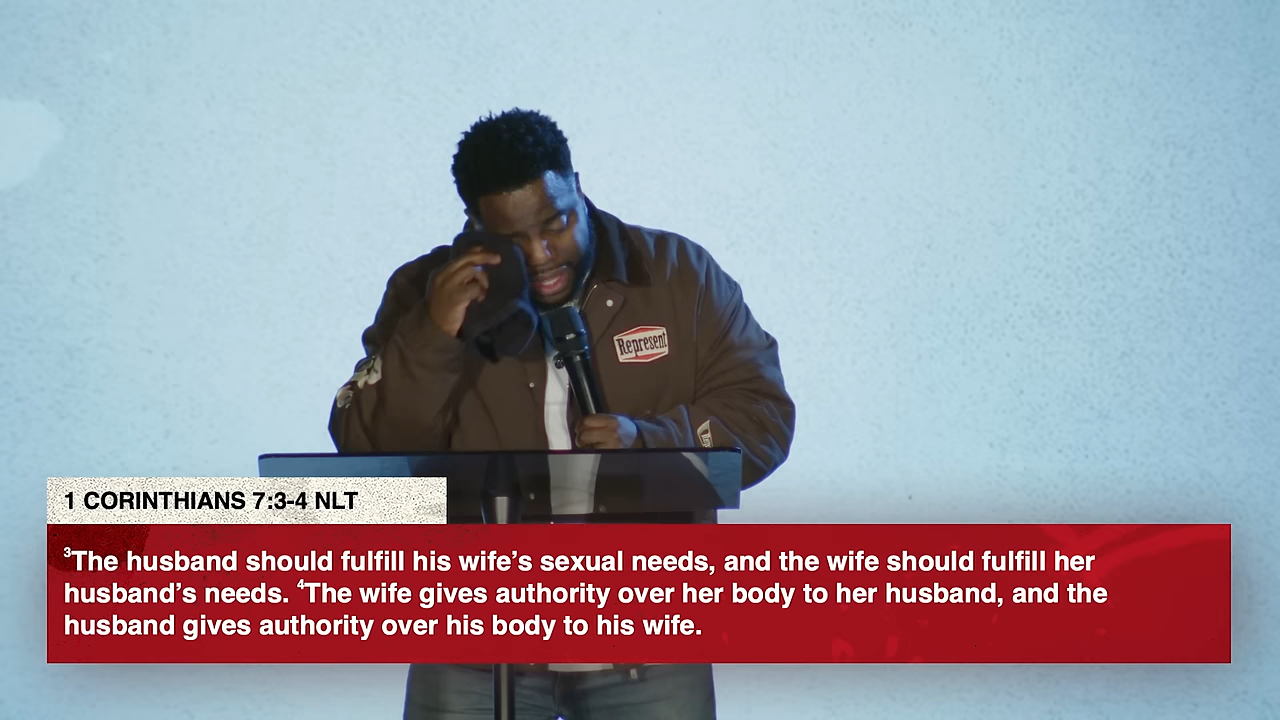 Represent
1 CORINTHIANS 7:3-4 NLT
³The husband should fulfill his wife’s sexual needs, and the wife should fulfill her
husband’s needs. ⁴The wife gives authority over her body to her husband, and the
husband gives authority over his body to his wife.